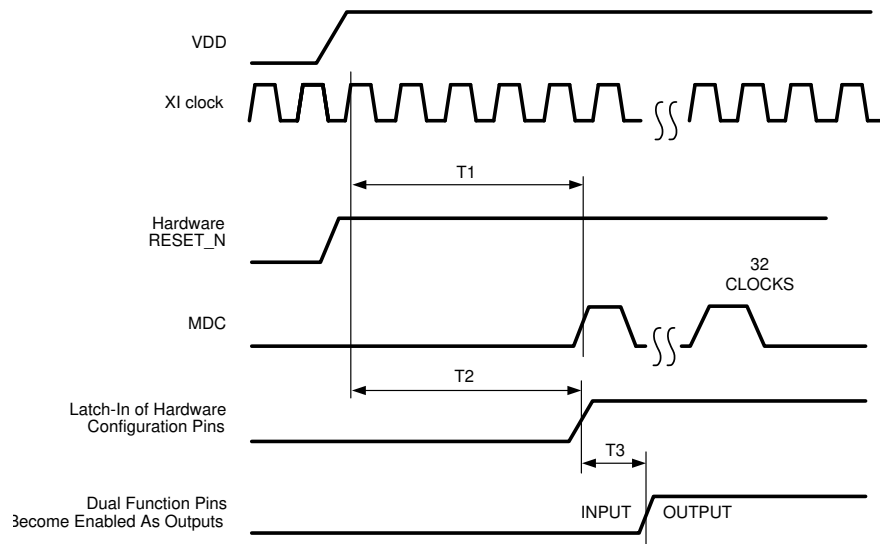 VDD
XI clock
T1
Hardware
RESET_N
32
CLOCKS
MDC
T2
Latch-In of Hardware
Configuration Pins
T3
Dual Function Pins
Become Enabled As Outputs
INPUT
OUTPUT